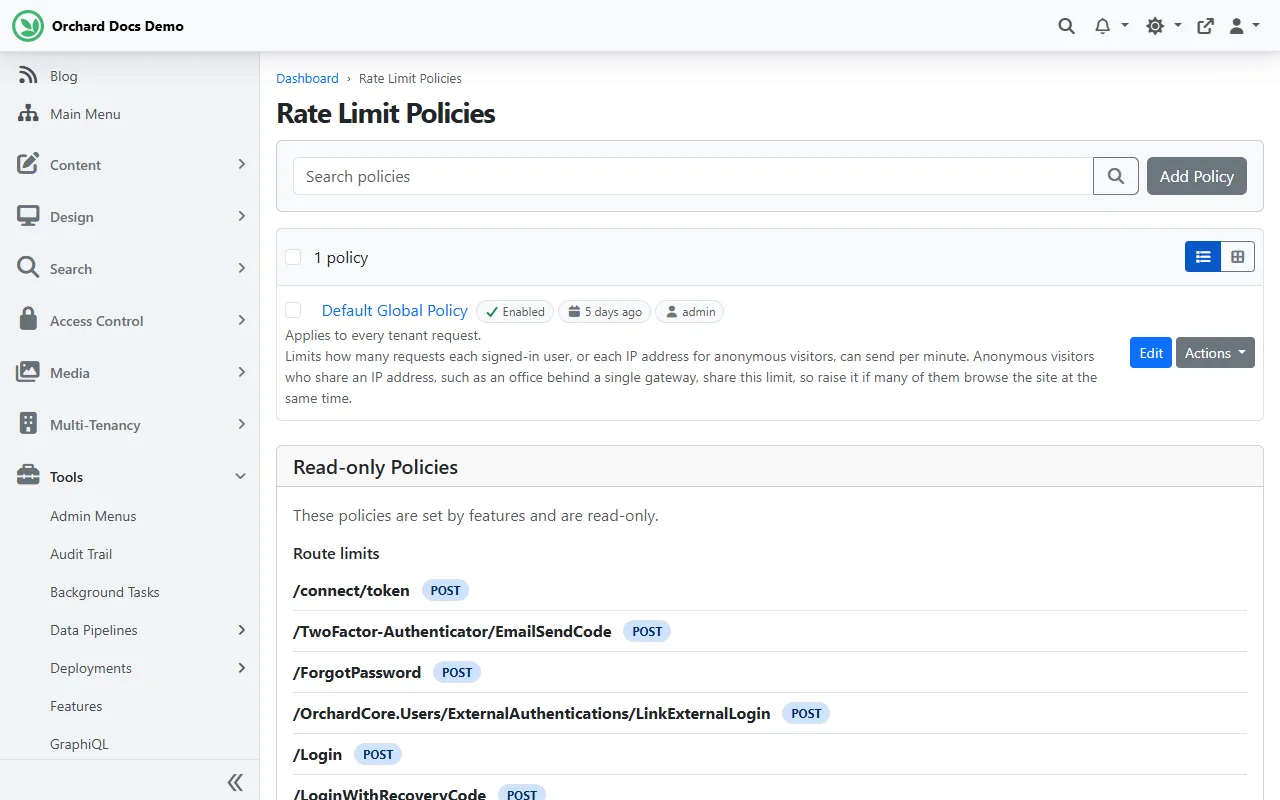 Orchard Docs Demo
Blog
Main Menu
Content
Design
Search
Access Control
Media
Multi-Tenancy
Tools
Admin Menus
Audit Trail
Background Tasks
Data Pipelines
Deployments
Features
GraphiQL
Dashboard › Rate Limit Policies
Rate Limit Policies
Search policies
Add Policy
1 policy
Default Global Policy Enabled 5 days ago admin
Applies to every tenant request.
Limits how many requests each signed-in user, or each IP address for anonymous visitors, can send per minute. Anonymous visitors
who share an IP address, such as an office behind a single gateway, share this limit, so raise it if many of them browse the site at the
same time.
Edit Actions
Read-only Policies
These policies are set by features and are read-only.
Route limits
/connect/token POST
/TwoFactor-Authenticator/EmailSendCode POST
/ForgotPassword POST
/OrchardCore.Users/ExternalAuthentications/LinkExternalLogin POST
/Login POST
/LoginWithRecoveryCode POST